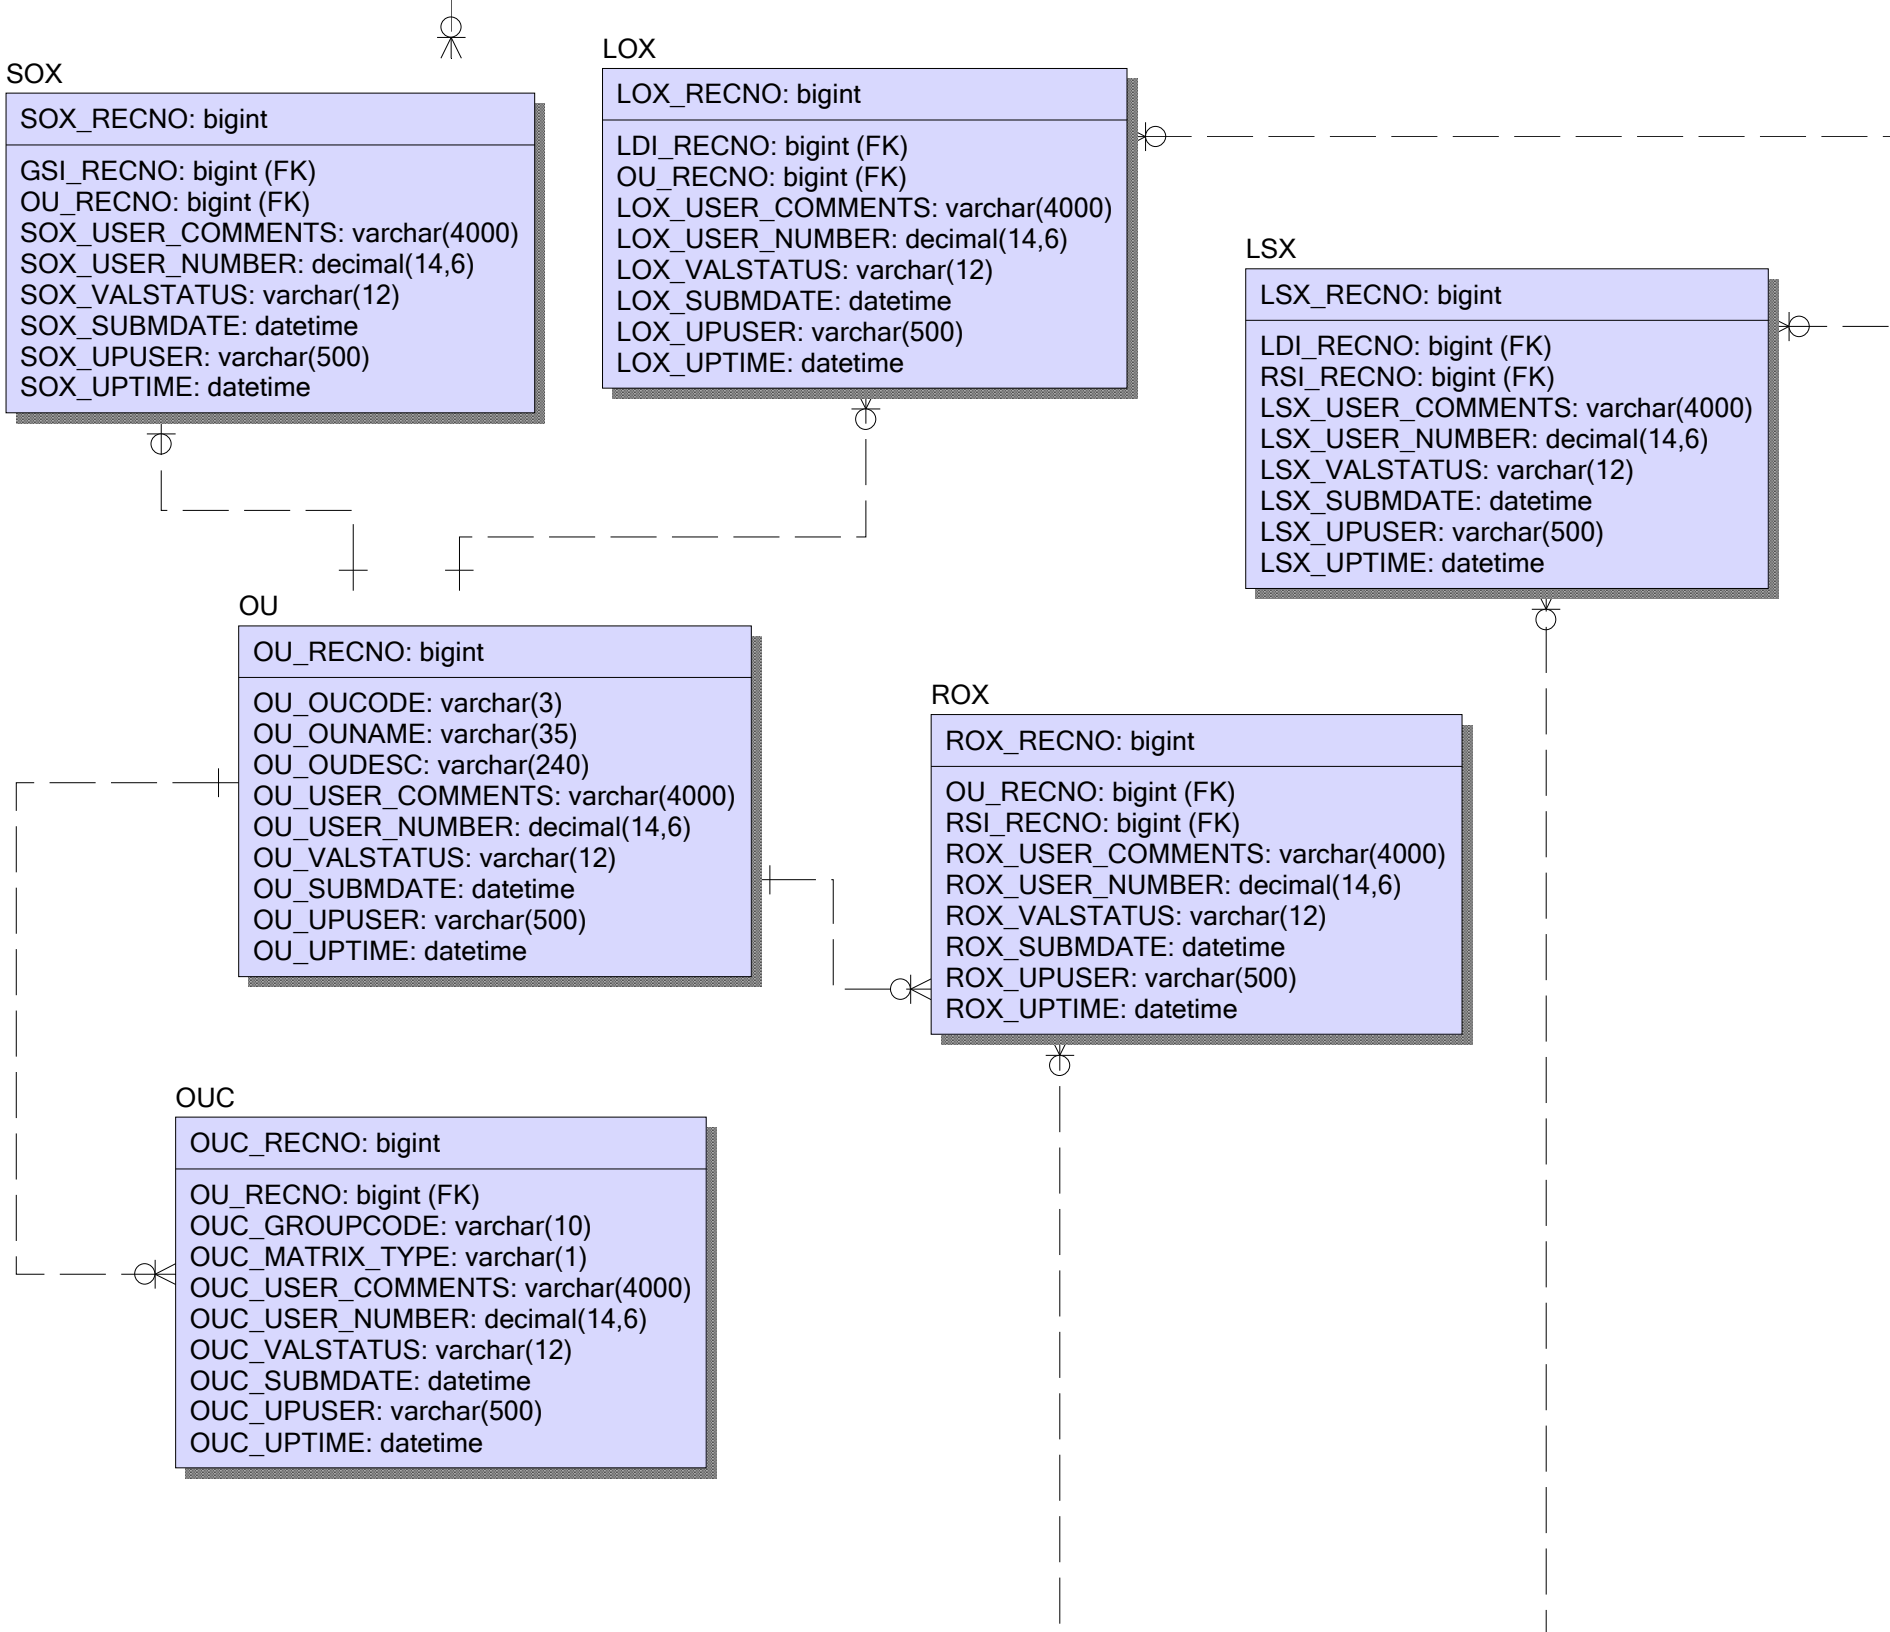 SOX
SOX_RECNO: bigint
GSI_RECNO: bigint (FK)
OU_RECNO: bigint (FK)
SOX_USER_COMMENTS: varchar(4000)
SOX_USER_NUMBER: decimal(14,6)
SOX_VALSTATUS: varchar(12)
SOX_SUBMDATE: datetime
SOX_UPUSER: varchar(500)
SOX_UPTIME: datetime
LOX
LOX_RECNO: bigint
LDI_RECNO: bigint (FK)
OU_RECNO: bigint (FK)
LOX_USER_COMMENTS: varchar(4000)
LOX_USER_NUMBER: decimal(14,6)
LOX_VALSTATUS: varchar(12)
LOX_SUBMDATE: datetime
LOX_UPUSER: varchar(500)
LOX_UPTIME: datetime
LSX
LSX_RECNO: bigint
LDI_RECNO: bigint (FK)
RSI_RECNO: bigint (FK)
LSX_USER_COMMENTS: varchar(4000)
LSX_USER_NUMBER: decimal(14,6)
LSX_VALSTATUS: varchar(12)
LSX_SUBMDATE: datetime
LSX_UPUSER: varchar(500)
LSX_UPTIME: datetime
OU
OU_RECNO: bigint
OU_OUCODE: varchar(3)
OU_OUNAME: varchar(35)
OU_OUDESC: varchar(240)
OU_USER_COMMENTS: varchar(4000)
OU_USER_NUMBER: decimal(14,6)
OU_VALSTATUS: varchar(12)
OU_SUBMDATE: datetime
OU_UPUSER: varchar(500)
OU_UPTIME: datetime
ROX
ROX_RECNO: bigint
OU_RECNO: bigint (FK)
RSI_RECNO: bigint (FK)
ROX_USER_COMMENTS: varchar(4000)
ROX_USER_NUMBER: decimal(14,6)
ROX_VALSTATUS: varchar(12)
ROX_SUBMDATE: datetime
ROX_UPUSER: varchar(500)
ROX_UPTIME: datetime
OUC
OUC_RECNO: bigint
OU_RECNO: bigint (FK)
OUC_GROUPCODE: varchar(10)
OUC_MATRIX_TYPE: varchar(1)
OUC_USER_COMMENTS: varchar(4000)
OUC_USER_NUMBER: decimal(14,6)
OUC_VALSTATUS: varchar(12)
OUC_SUBMDATE: datetime
OUC_UPUSER: varchar(500)
OUC_UPTIME: datetime